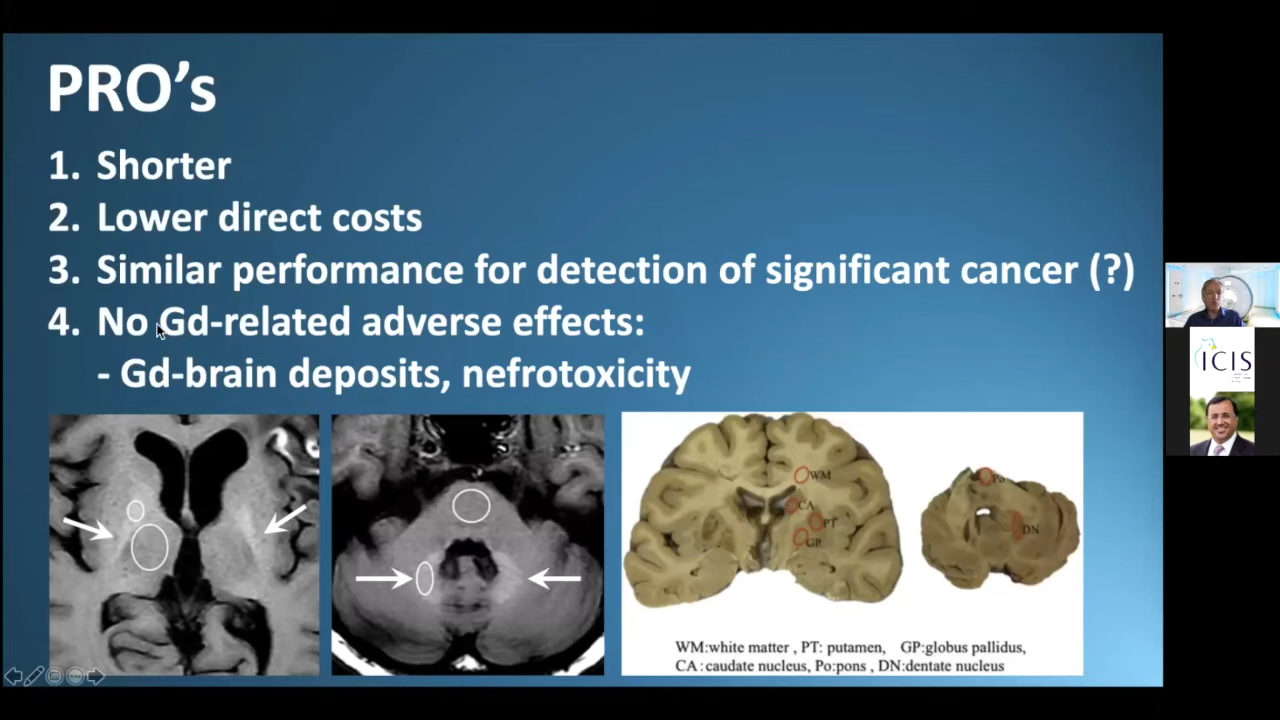 PRO's
1. Shorter
2. Lower direct costs
3. Similar performance for detection of significant cancer (?)
4. No Gd-related adverse effects:
- Gd-brain deposits, nefrotoxicity
WM
CA
PT
GP
Po
DN
WM:white matter , PT: putamen, GP:globus pallidus,
CA : caudate nucleus, Po:pons , DN:dentate nucleus
ICIS